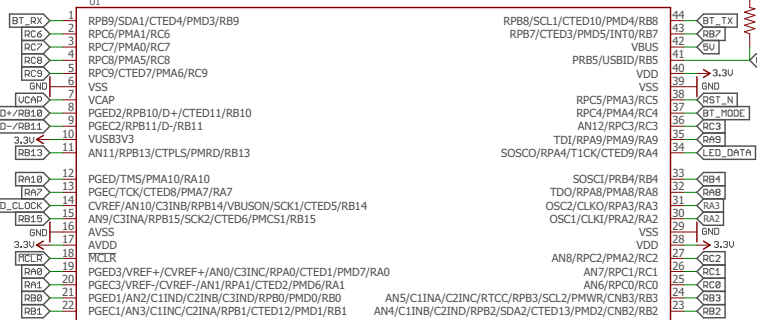 U1
BT_RX 1 RPB9/SDA1/CTED4/PMD3/RB9 RPB8/SCL1/CTED10/PMD4/RB8 44 BT_TX
RC6 2 RPC6/PMA1/RC6 RPB7/CTED3/PMD5/INT0/RB7 43 RB7
RC7 3 RPC7/PMA0/RC7 VBUS 42 5V
RC8 4 RPC8/PMA5/RC8 PRB5/USBID/RB5 41
RC9 5 RPC9/CTED7/PMA6/RC9 VDD 40 3.3V
GND 6 VSS VSS 39 GND
VCAP 7 VCAP RPC5/PMA3/RC5 38 RST_N
D+/RB10 8 PGED2/RPB10/D+/CTED11/RB10 RPC4/PMA4/RC4 37 BT_MODE
D-/RB11 9 PGEC2/RPB11/D-/RB11 AN12/RPC3/RC3 36 RC3
3.3V 10 VUSB3V3 TDI/RPA9/PMA9/RA9 35 RA9
RB13 11 AN11/RPB13/CTPLS/PMRD/RB13 SOSCO/RPA4/T1CK/CTED9/RA4 34 LED_DATA
RA10 12 PGED/TMS/PMA10/RA10 SOSCI/PRB4/RB4 33 RB4
RA7 13 PGEC/TCK/CTED8/PMA7/RA7 TDO/RPA8/PMA8/RA8 32 RA8
D_CLOCK 14 CVREF/AN10/C3INB/RPB14/VBUSON/SCK1/CTED5/RB14 OSC2/CLKO/RPA3/RA3 31 RA3
RB15 15 AN9/C3INA/RPB15/SCK2/CTED6/PMCS1/RB15 OSC1/CLKI/PRA2/RA2 30 RA2
GND 16 AVSS VSS 29 GND
3.3V 17 AVDD VDD 28 3.3V
MCLR 18 MCLR AN8/RPC2/PMA2/RC2 27 RC2
RA0 19 PGED3/VREF+/CVREF+/AN0/C3INC/RPA0/CTED1/PMD7/RA0 AN7/RPC1/RC1 26 RC1
RA1 20 PGEC3/VREF-/CVREF-/AN1/RPA1/CTED2/PMD6/RA1 AN6/RPC0/RC0 25 RC0
RB0 21 PGED1/AN2/C1IND/C2INB/C3IND/RPB0/PMD0/RB0 AN5/C1INA/C2INC/RTCC/RPB3/SCL2/PMWR/CNB3/RB3 24 RB3
RB1 22 PGEC1/AN3/C1INC/C2INA/RPB1/CTED12/PMD1/RB1 AN4/C1INB/C2IND/RPB2/SDA2/CTED13/PMD2/CNB2/RB2 23 RB2